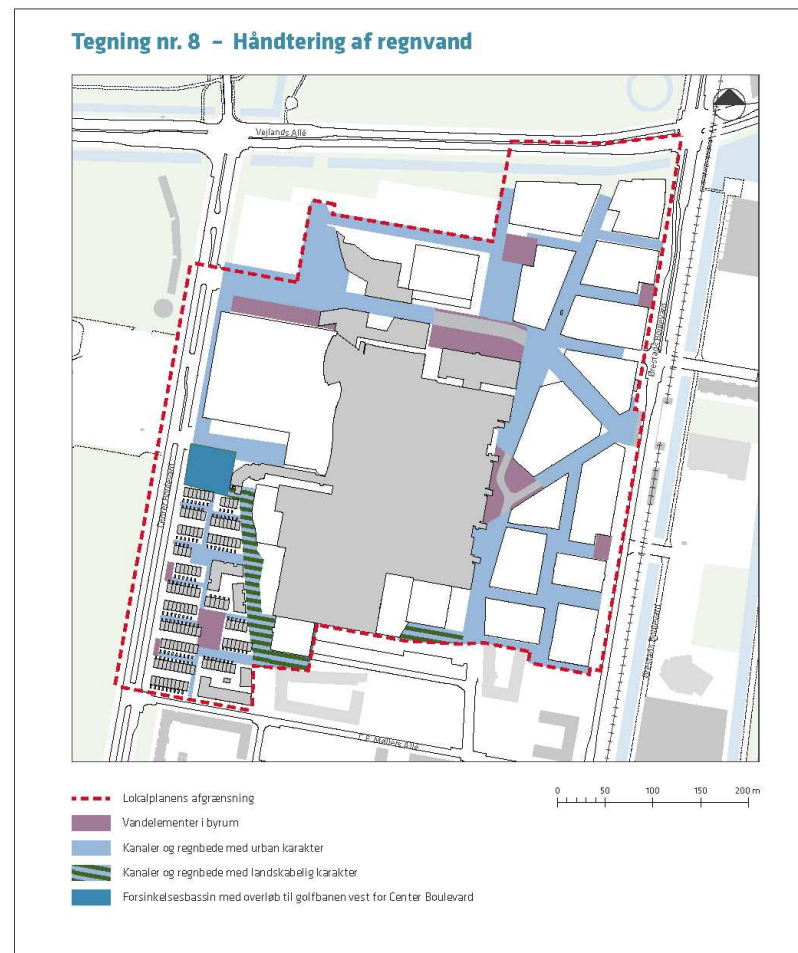 Tegning nr. 8 – Håndtering af regnvand
Vejlands Allé
Ørestads Boulevard
Center Boulevard
Ørestads Boulevard
C.F. Møllers Allé
Lokalplanens afgrænsning
Vandelementer i byrum
Kanaler og regnbede med urban karakter
Kanaler og regnbede med landskabelig karakter
Forsinkelsesbassin med overløb til golfbanen vest for Center Boulevard
0 50 100 150 200 m